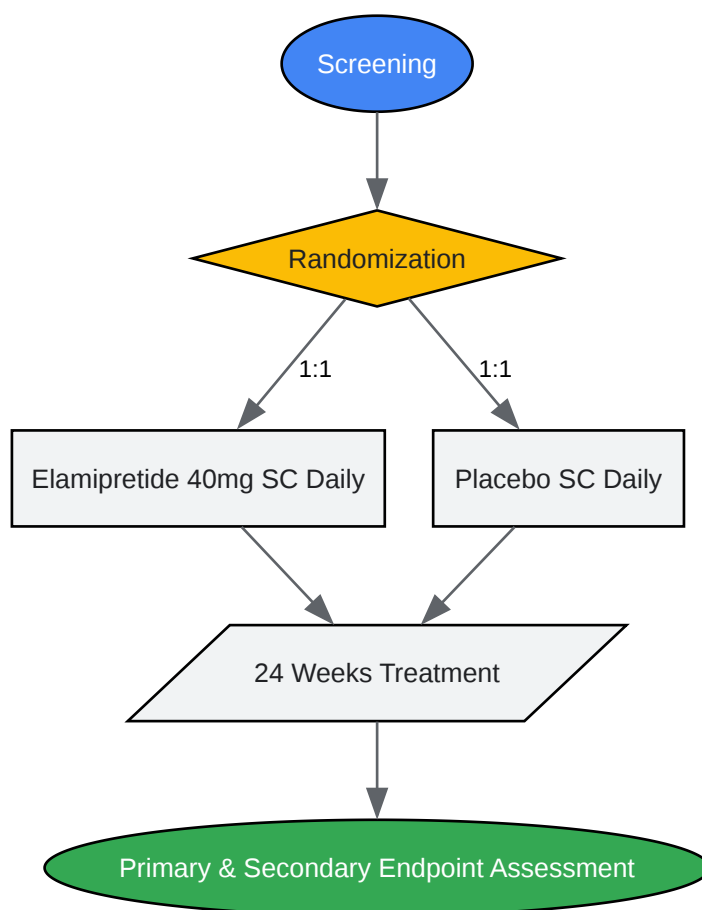 Screening
Randomization
1:1
1:1
Elamipretide 40mg SC Daily
Placebo SC Daily
24 Weeks Treatment
Primary & Secondary Endpoint Assessment